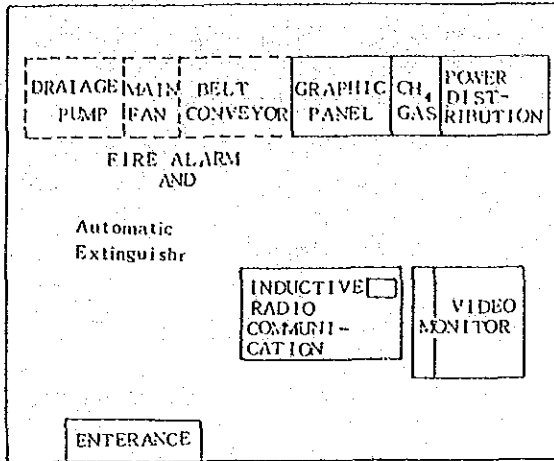 DRAIAGE PUMP
MAIN FAN
BELT CONVEYOR
GRAPHIC PANEL
CH4 GAS
POWER DIST-
RIBUTION
FIRE ALARM
AND
Automatic
Extinguishr
INDUCTIVE
RADIO
COMMUNI-
CATION
VIDEO
MONITOR
ENTERANCE